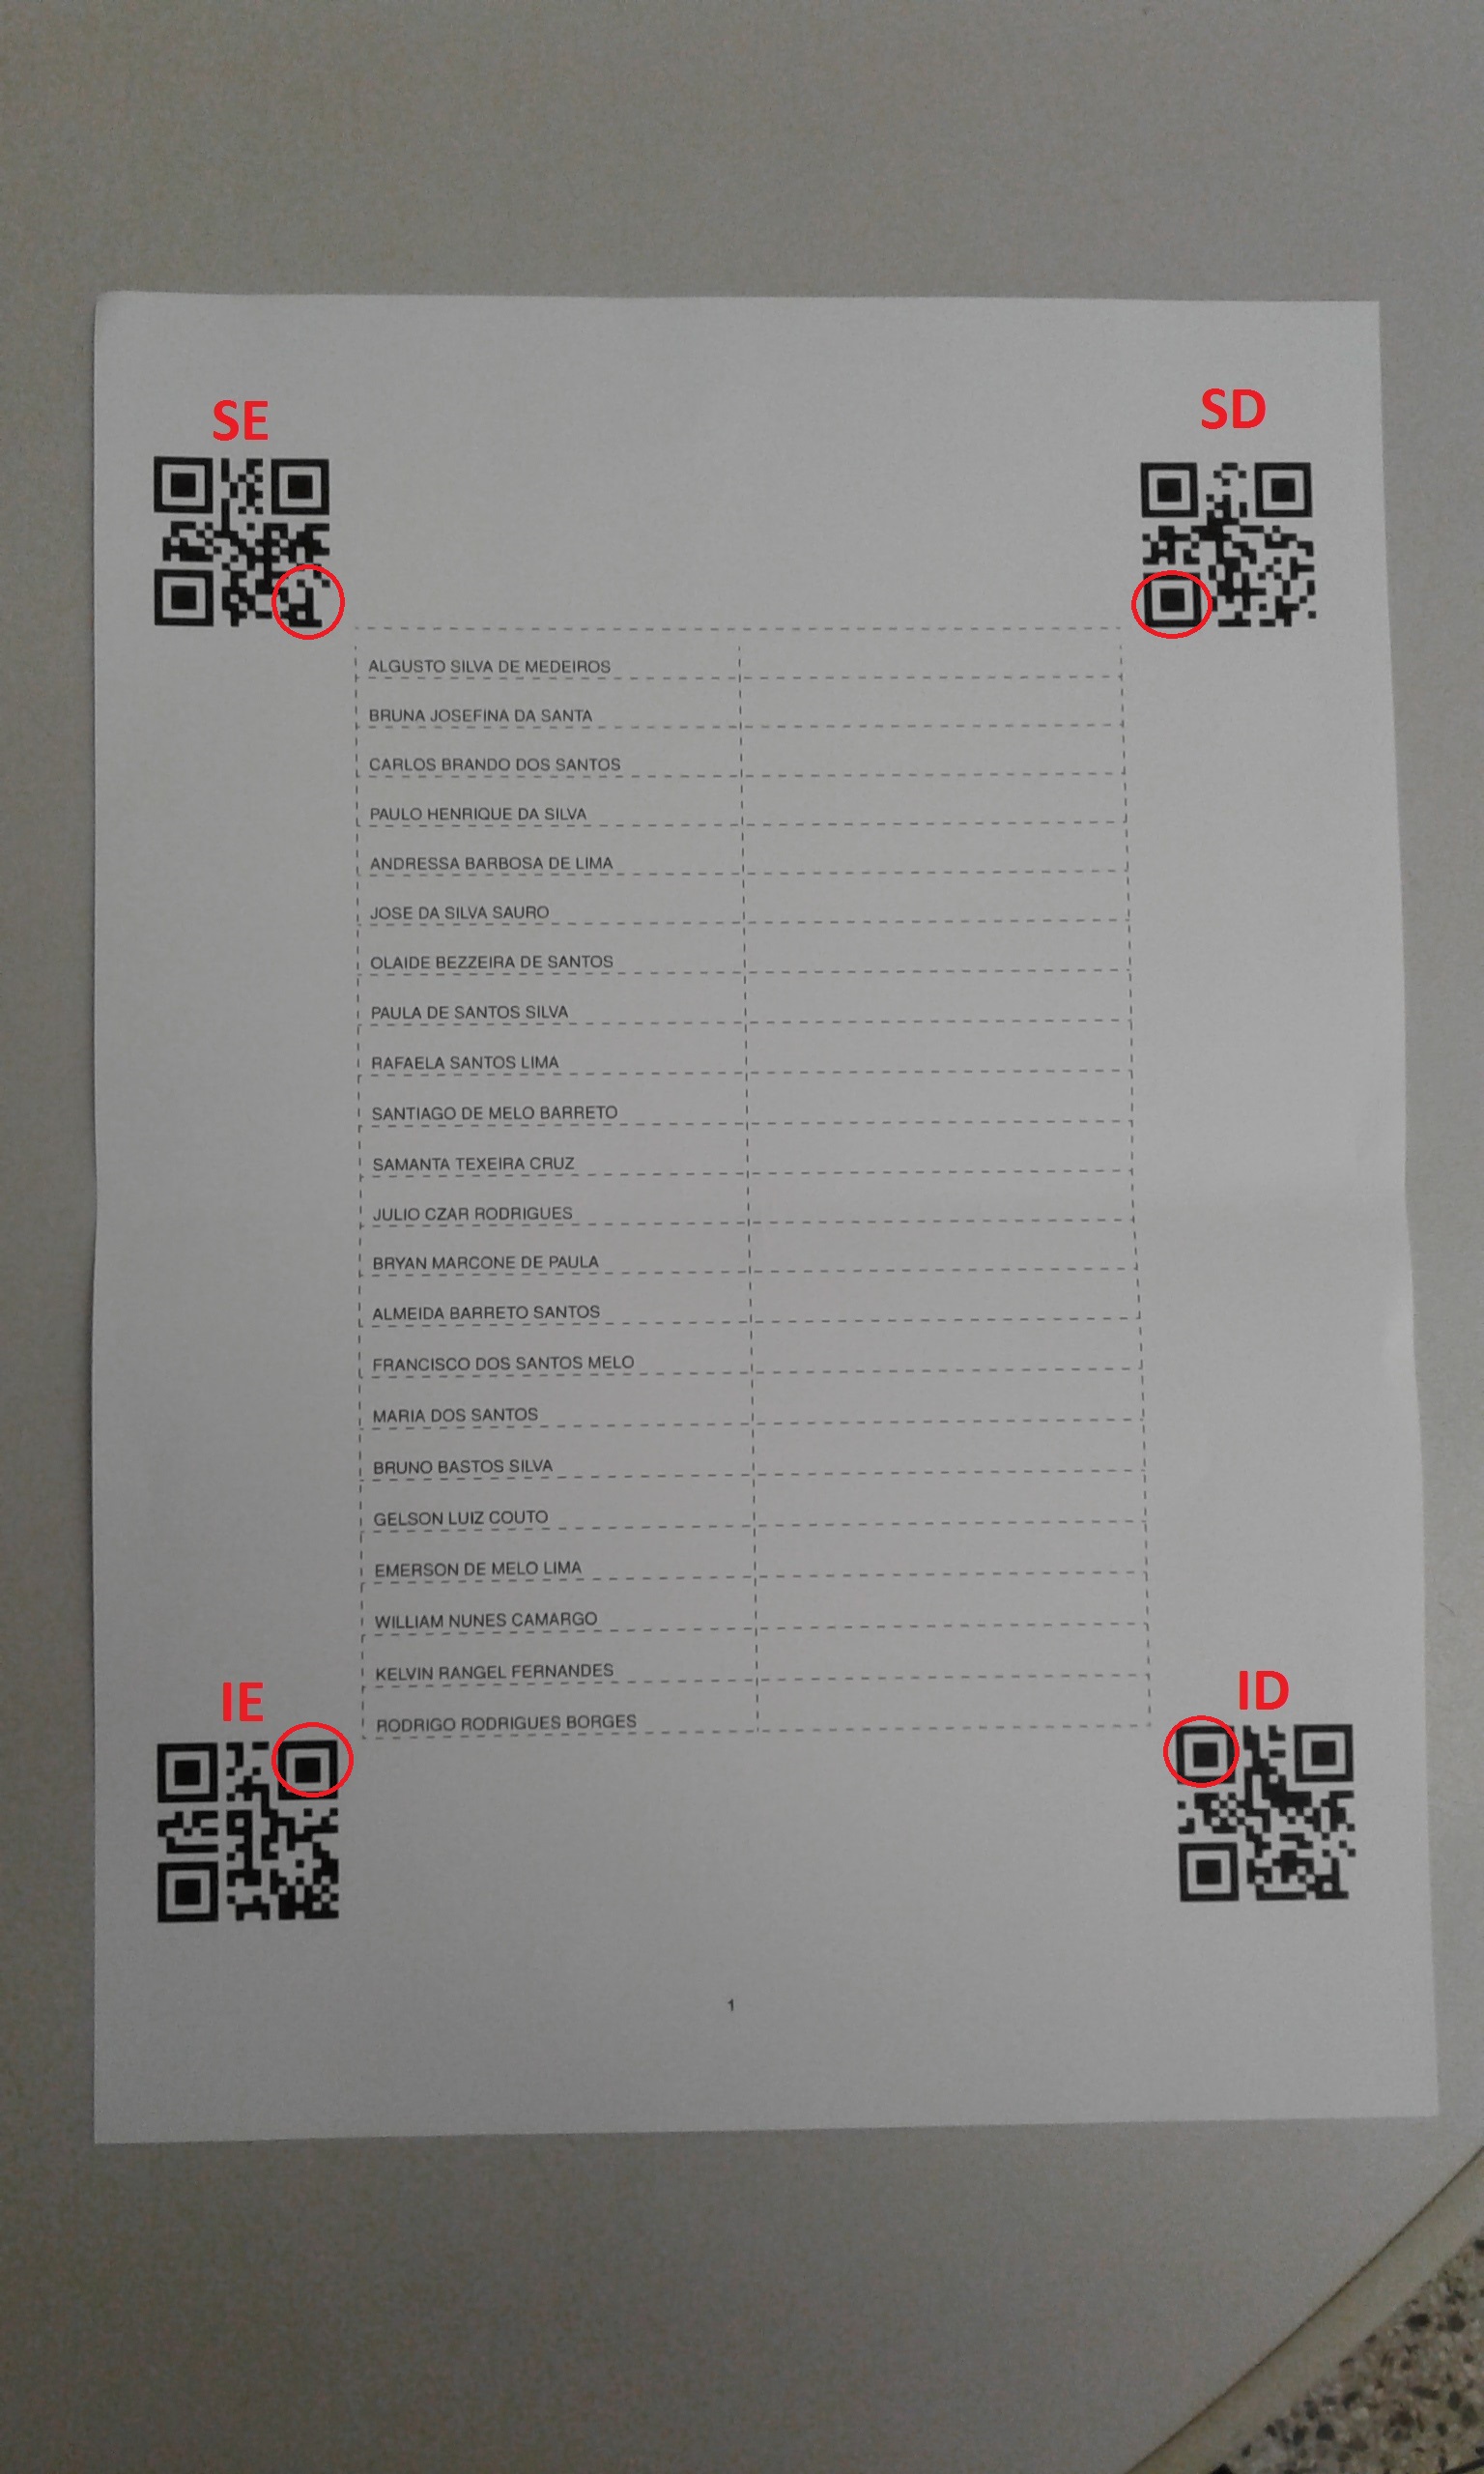 SE
SD
ALGUSTO SILVA DE MEDEIROS
BRUNA JOSEFINA DA SANTA
CARLOS BRANDO DOS SANTOS
PAULO HENRIQUE DA SILVA
ANDRESSA BARBOSA DE LIMA
JOSE DA SILVA SAURO
OLAIDE BEZZEIRA DE SANTOS
PAULA DE SANTOS SILVA
RAFAELA SANTOS LIMA
SANTIAGO DE MELO BARRETO
SAMANTA TEXEIRA CRUZ
JULIO CZAR RODRIGUES
BRYAN MARCONE DE PAULA
ALMEIDA BARRETO SANTOS
FRANCISCO DOS SANTOS MELO
MARIA DOS SANTOS
BRUNO BASTOS SILVA
GELSON LUIZ COUTO
EMERSON DE MELO LIMA
WILLIAM NUNES CAMARGO
KELVIN RANGEL FERNANDES
RODRIGO RODRIGUES BORGES
IE
ID
1